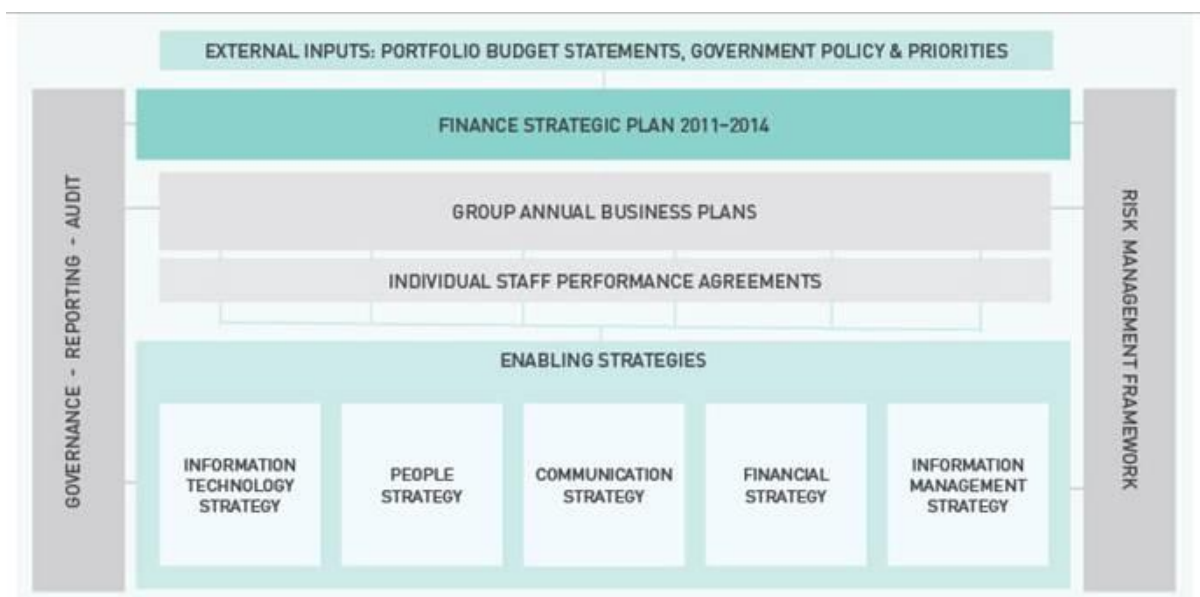 EXTERNAL INPUTS: PORTFOLIO BUDGET STATEMENTS, GOVERNMENT POLICY & PRIORITIES
GOVERNANCE - REPORTING - AUDIT
FINANCE STRATEGIC PLAN 2011–2014
GROUP ANNUAL BUSINESS PLANS
INDIVIDUAL STAFF PERFORMANCE AGREEMENTS
ENABLING STRATEGIES
INFORMATION
TECHNOLOGY
STRATEGY
PEOPLE
STRATEGY
COMMUNICATION
STRATEGY
FINANCIAL
STRATEGY
INFORMATION
MANAGEMENT
STRATEGY
RISK MANAGEMENT FRAMEWORK